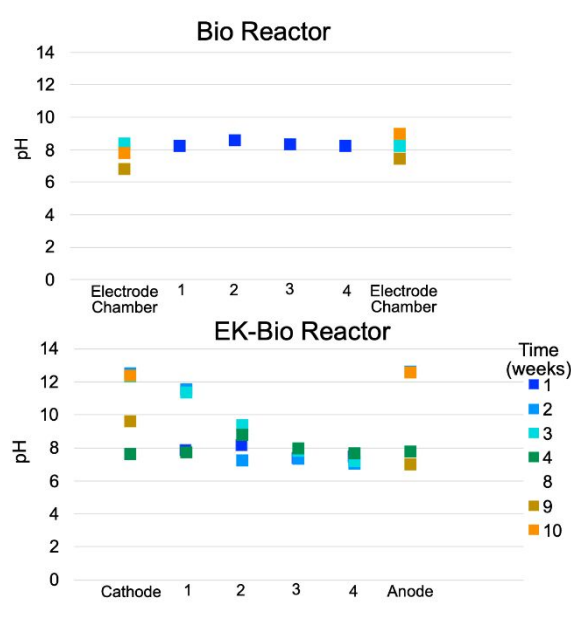 Bio Reactor
14
12
10
8
6
4
2
0
pH
Electrode Chamber 1 2 3 4 Electrode Chamber
EK-Bio Reactor
14
12
10
8
6
4
2
0
pH
Cathode 1 2 3 4 Anode
Time
(weeks)
1
2
3
4
8
9
10